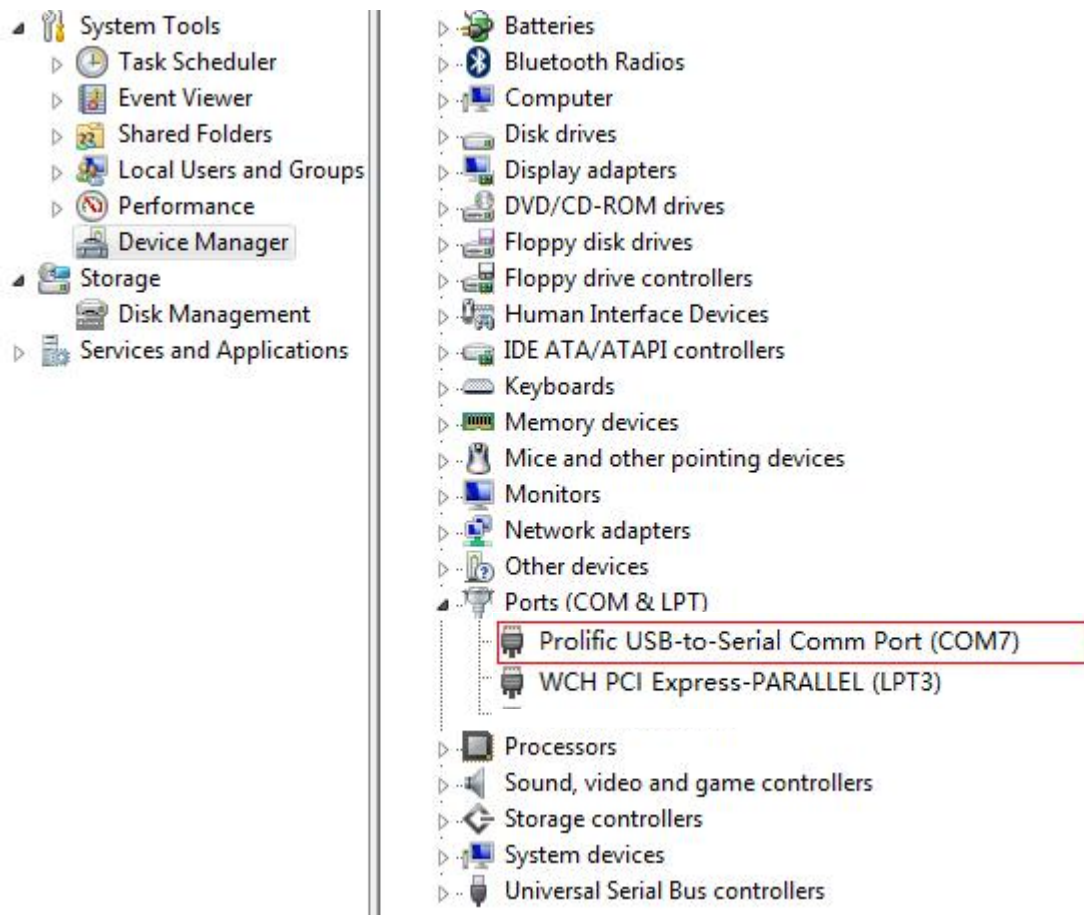 System Tools
Task Scheduler
Event Viewer
Shared Folders
Local Users and Groups
Performance
Device Manager
Storage
Disk Management
Services and Applications
Batteries
Bluetooth Radios
Computer
Disk drives
Display adapters
DVD/CD-ROM drives
Floppy disk drives
Floppy drive controllers
Human Interface Devices
IDE ATA/ATAPI controllers
Keyboards
Memory devices
Mice and other pointing devices
Monitors
Network adapters
Other devices
Ports (COM & LPT)
Prolific USB-to-Serial Comm Port (COM7)
WCH PCI Express-PARALLEL (LPT3)
Processors
Sound, video and game controllers
Storage controllers
System devices
Universal Serial Bus controllers